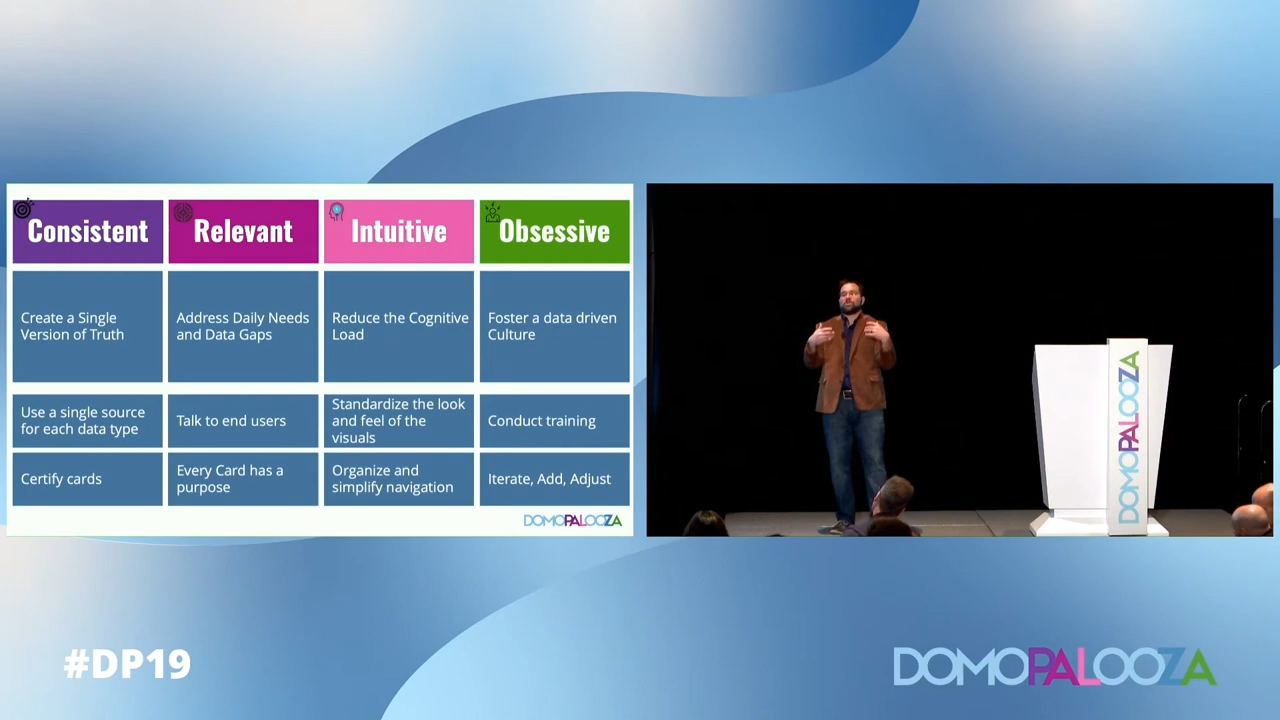 Consistent
Relevant
Intuitive
Obsessive
Create a Single
Version of Truth
Address Daily Needs
and Data Gaps
Reduce the Cognitive
Load
Foster a data driven
Culture
Use a single source
for each data type
Talk to end users
Standardize the look
and feel of the
visuals
Conduct training
Certify cards
Every Card has a
purpose
Organize and
simplify navigation
Iterate, Add, Adjust
DOMOPALOOZA
DOMOPALOOZA
#DP19
DOMOPALOOZA